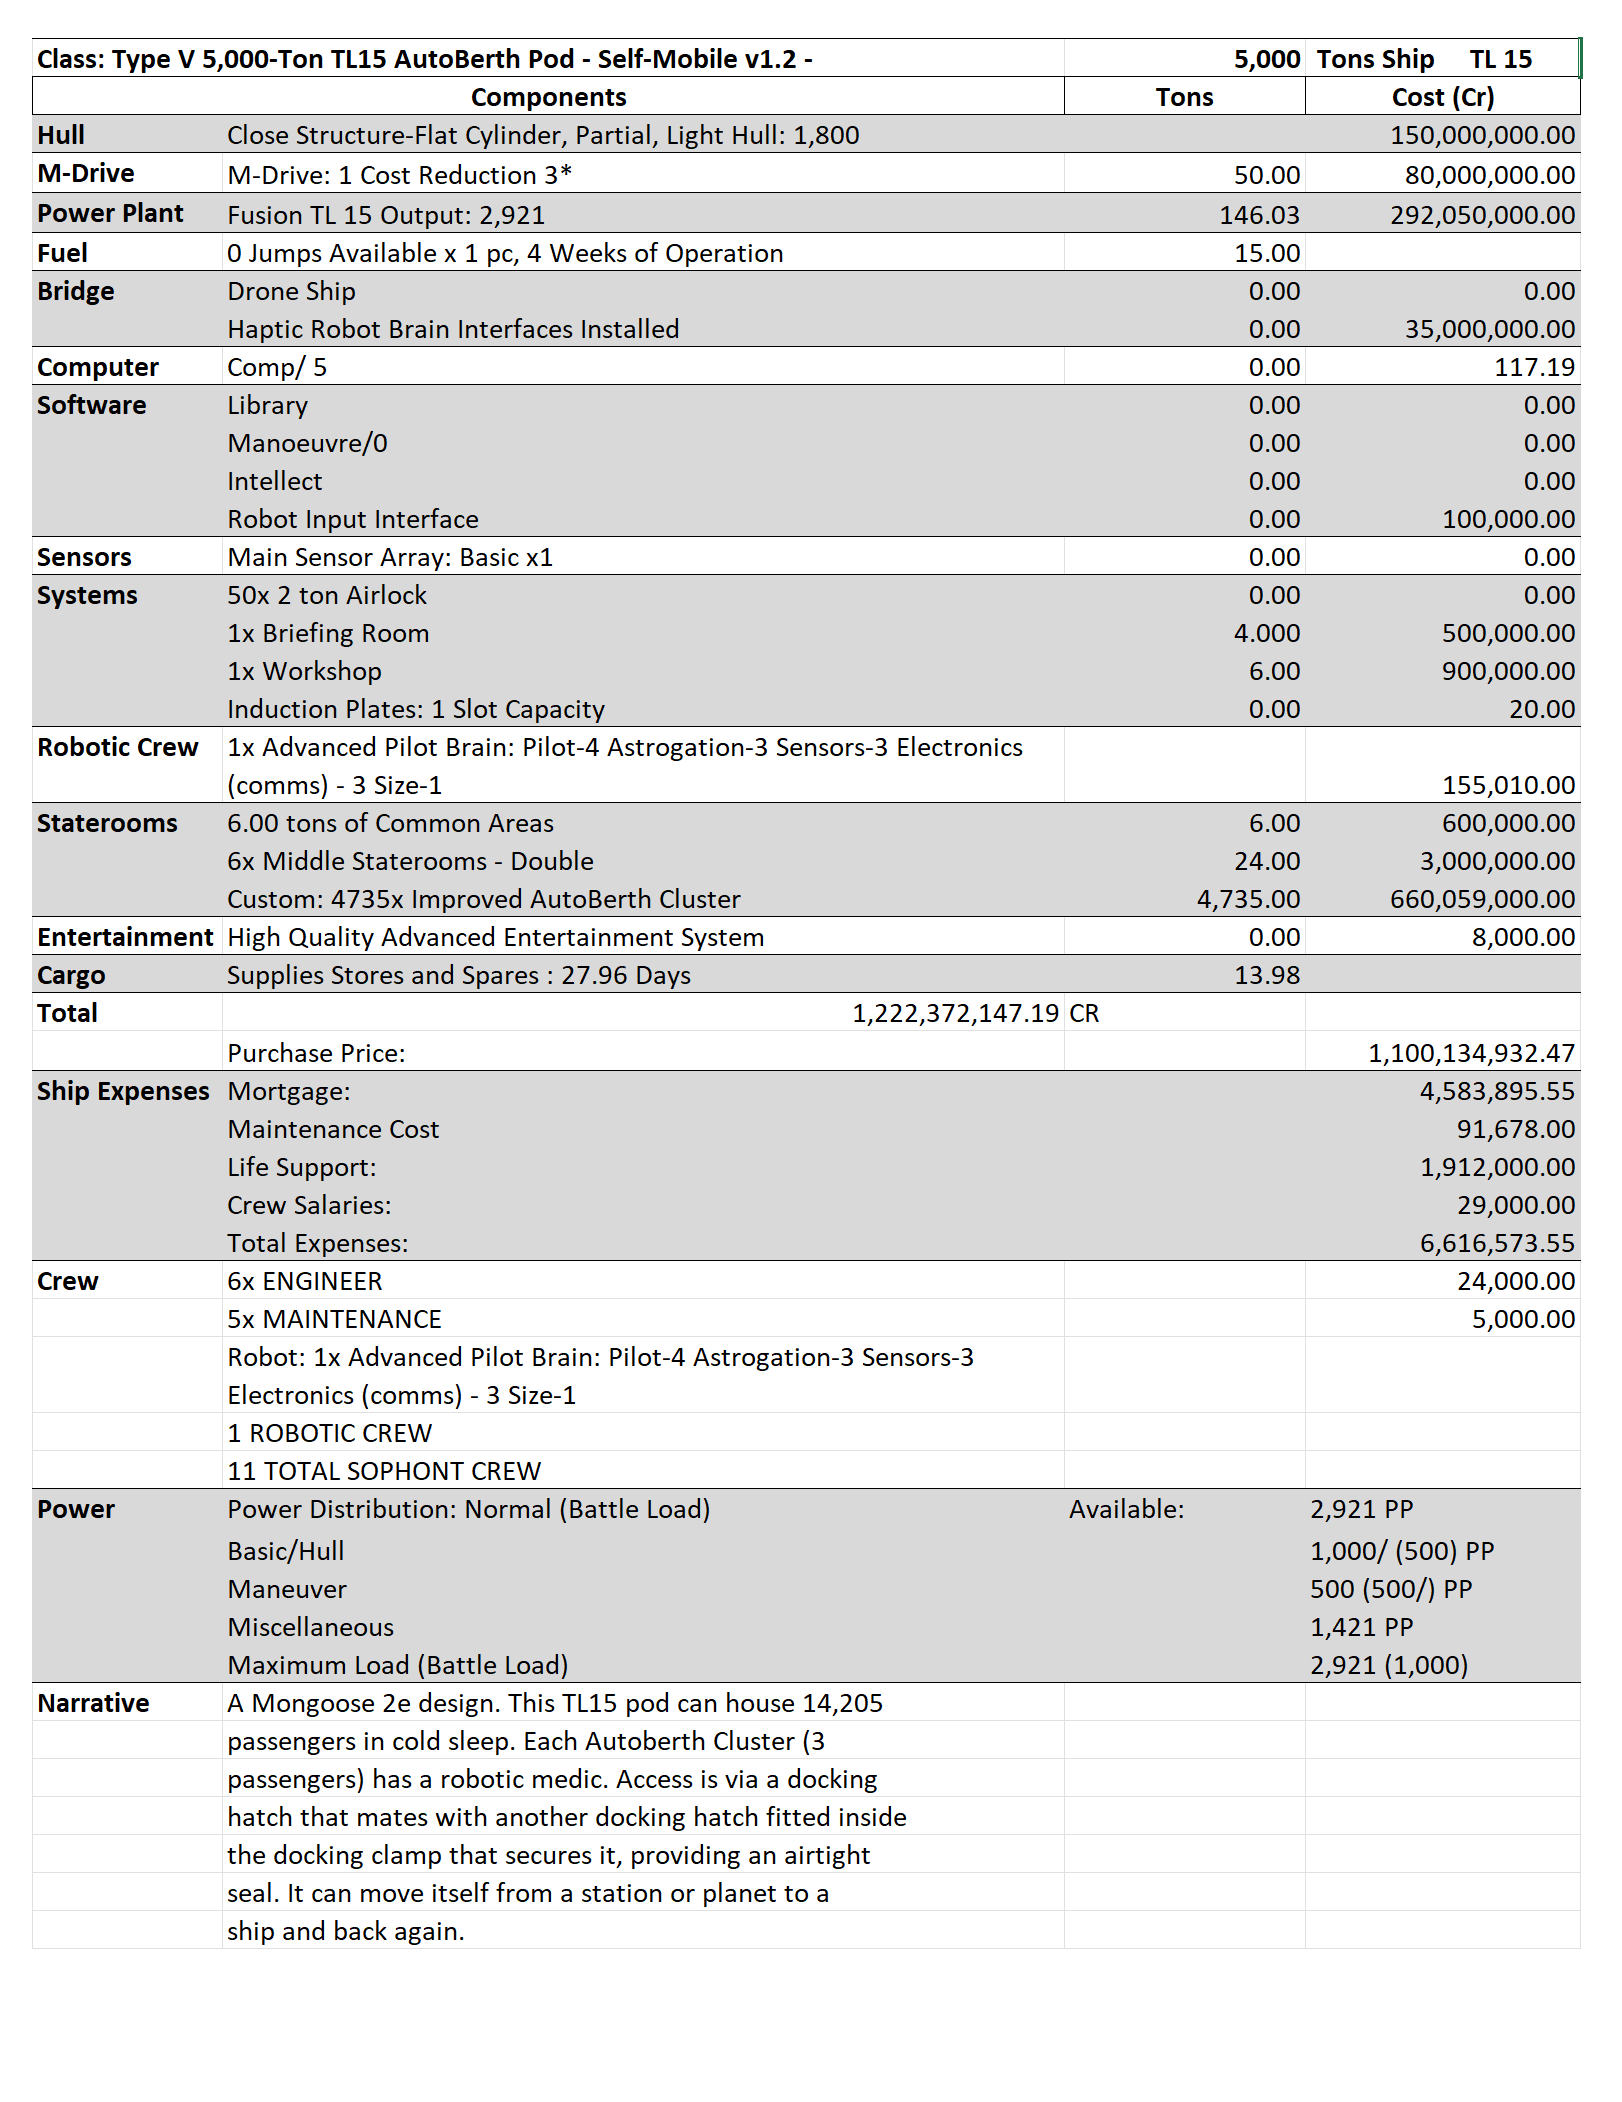 Class: Type V 5,000-Ton TL15 AutoBerth Pod - Self-Mobile v1.2 - 5,000 Tons Ship TL 15
Components Tons Cost (Cr)
Hull Close Structure-Flat Cylinder, Partial, Light Hull: 1,800 150,000,000.00
M-Drive M-Drive: 1 Cost Reduction 3* 50.00 80,000,000.00
Power Plant Fusion TL 15 Output: 2,921 146.03 292,050,000.00
Fuel 0 Jumps Available x 1 pc, 4 Weeks of Operation 15.00
Bridge Drone Ship 0.00 0.00
Haptic Robot Brain Interfaces Installed 0.00 35,000,000.00
Computer Comp/ 5 0.00 117.19
Software Library 0.00 0.00
Manoeuvre/0 0.00 0.00
Intellect 0.00 0.00
Robot Input Interface 0.00 100,000.00
Sensors Main Sensor Array: Basic x1 0.00 0.00
Systems 50x 2 ton Airlock 0.00 0.00
1x Briefing Room 4.000 500,000.00
1x Workshop 6.00 900,000.00
Induction Plates: 1 Slot Capacity 0.00 20.00
Robotic Crew 1x Advanced Pilot Brain: Pilot-4 Astrogation-3 Sensors-3 Electronics
(comms) - 3 Size-1 155,010.00
Staterooms 6.00 tons of Common Areas 6.00 600,000.00
6x Middle Staterooms - Double 24.00 3,000,000.00
Custom: 4735x Improved AutoBerth Cluster 4,735.00 660,059,000.00
Entertainment High Quality Advanced Entertainment System 0.00 8,000.00
Cargo Supplies Stores and Spares : 27.96 Days 13.98
Total 1,222,372,147.19 CR
Purchase Price: 1,100,134,932.47
Ship Expenses Mortgage: 4,583,895.55
Maintenance Cost 91,678.00
Life Support: 1,912,000.00
Crew Salaries: 29,000.00
Total Expenses: 6,616,573.55
Crew 6x ENGINEER 24,000.00
5x MAINTENANCE 5,000.00
Robot: 1x Advanced Pilot Brain: Pilot-4 Astrogation-3 Sensors-3
Electronics (comms) - 3 Size-1
1 ROBOTIC CREW
11 TOTAL SOPHONT CREW
Power Power Distribution: Normal (Battle Load) Available: 2,921 PP
Basic/Hull 1,000/ (500) PP
Maneuver 500 (500/) PP
Miscellaneous 1,421 PP
Maximum Load (Battle Load) 2,921 (1,000)
Narrative A Mongoose 2e design. This TL15 pod can house 14,205
passengers in cold sleep. Each Autoberth Cluster (3
passengers) has a robotic medic. Access is via a docking
hatch that mates with another docking hatch fitted inside
the docking clamp that secures it, providing an airtight
seal. It can move itself from a station or planet to a
ship and back again.